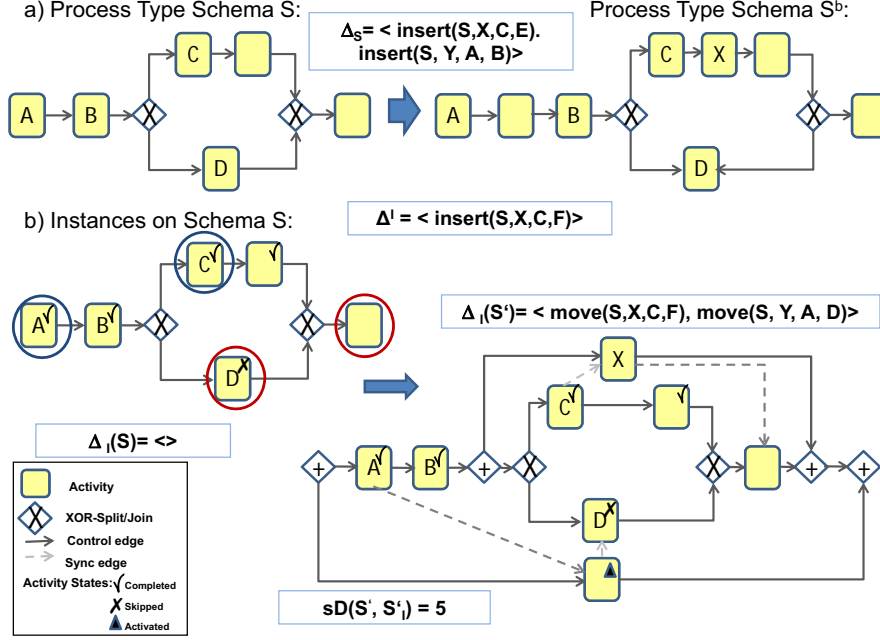 a) Process Type Schema S:
ΔS= < insert(S,X,C,E).
insert(S, Y, A, B)>
Process Type Schema Sᵇ:
C
A
B
X
X
D
C
X
A
B
X
X
D
b) Instances on Schema S:
Δᴵ = < insert(S,X,C,F)>
C
A
B
X
X
D
Δ I(S)= <>
Δ I(S‘)= < move(S,X,C,F), move(S, Y, A, D)>
X
C
+
A
B
+
X
X
+
+
D
sD(S‘, S‘I) = 5
Activity
X
XOR-Split/Join
Control edge
Sync edge
Activity States:
Completed
Skipped
Activated